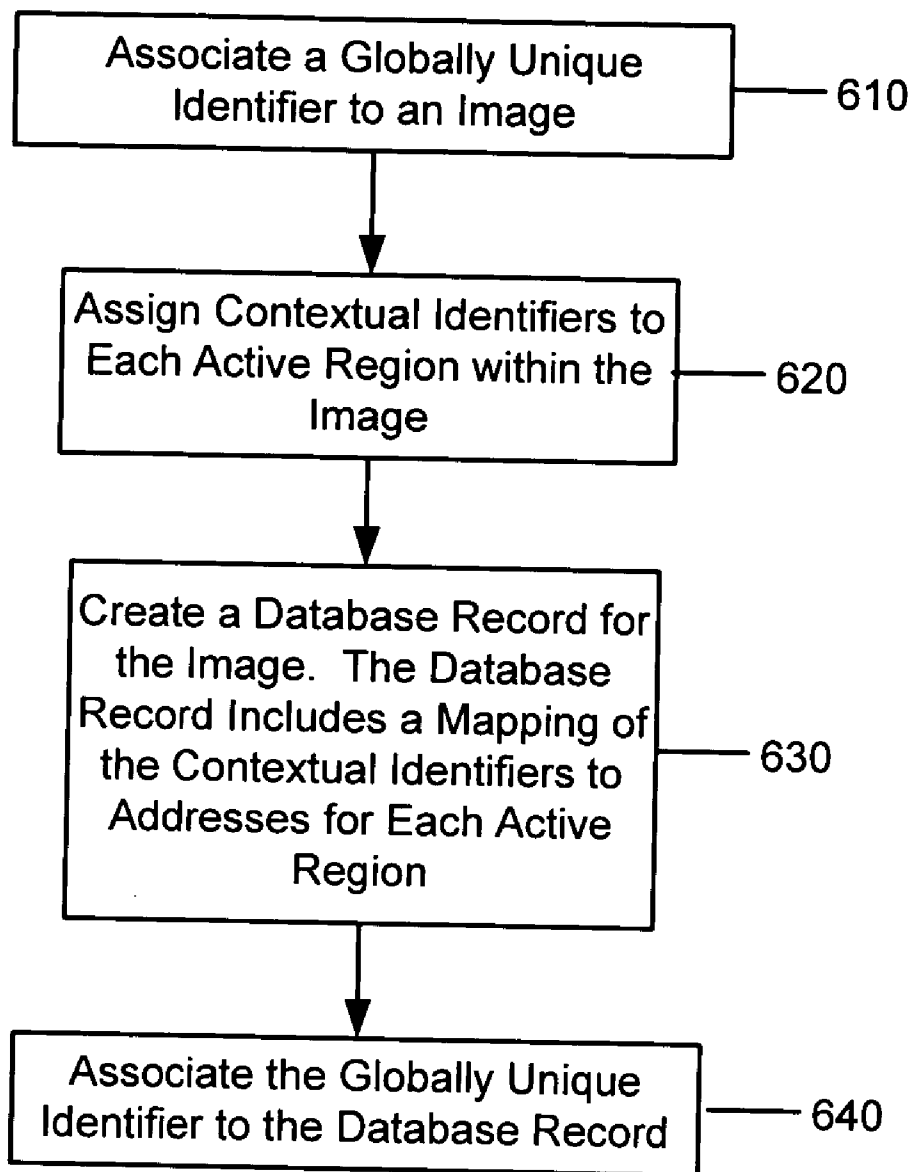 Associate a Globally Unique
Identifier to an Image
610
Assign Contextual Identifiers to
Each Active Region within the
Image
620
Create a Database Record for
the Image. The Database
Record Includes a Mapping of
the Contextual Identifiers to
Addresses for Each Active
Region
630
Associate the Globally Unique
Identifier to the Database Record
640